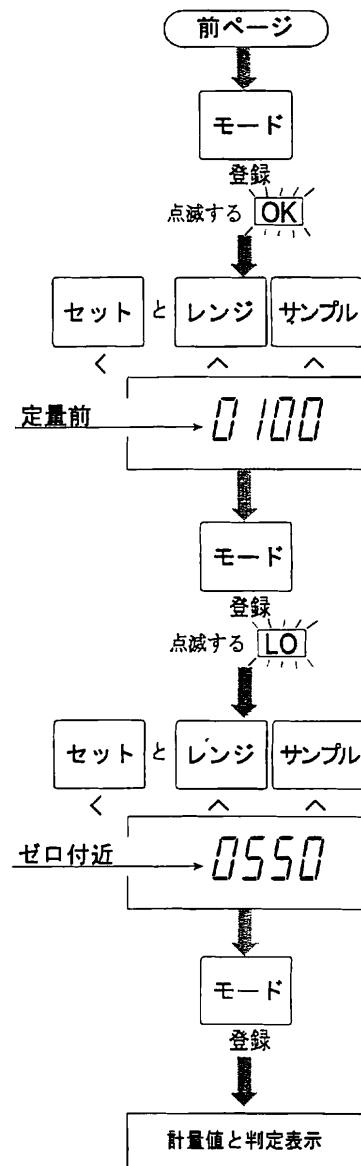 前ページ
モード
登録
点滅する OK
セット と レンジ サンプル
< ^ ^
定量前 0100
モード
登録
点滅する LO
セット と レンジ サンプル
< ^ ^
ゼロ付近 0550
モード
登録
計量値と判定表示